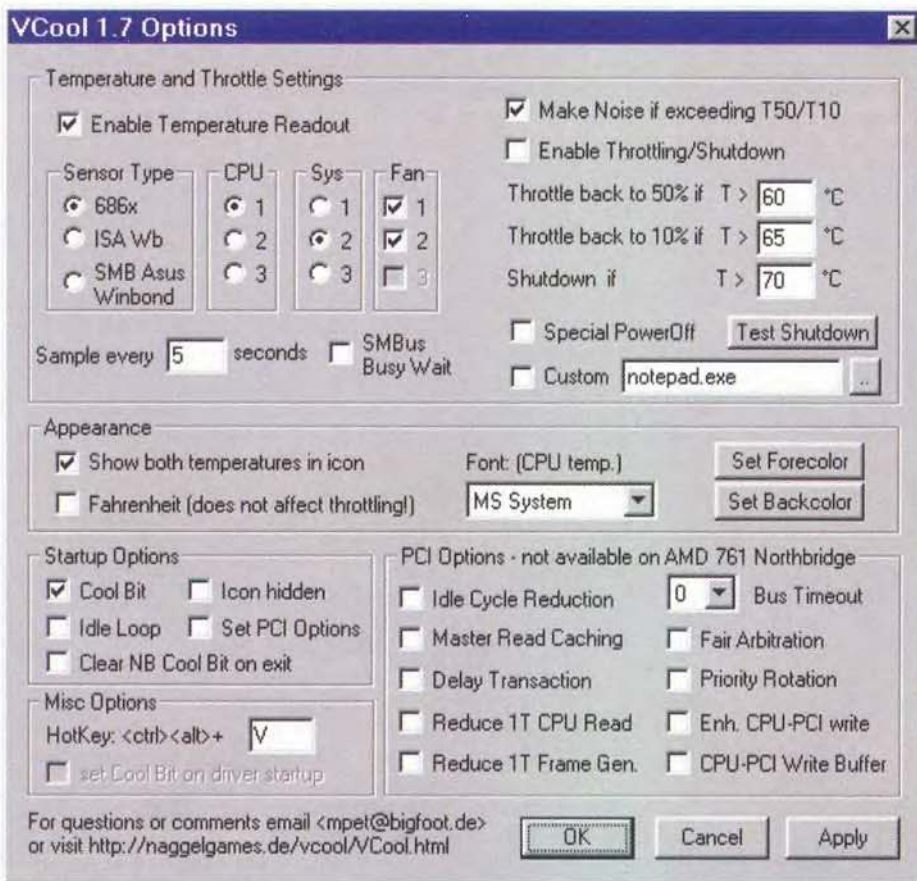 VCool 1.7 Options
Temperature and Throttle Settings
Enable Temperature Readout
Sensor Type
686x
ISA Wb
SMB Asus
Winbond
CPU
1
2
3
Sys
1
2
3
Fan
1
2
3
Sample every 5 seconds
SMBus
Busy Wait
Make Noise if exceeding T50/T10
Enable Throttling/Shutdown
Throttle back to 50% if T > 60 °C
Throttle back to 10% if T > 65 °C
Shutdown if T > 70 °C
Special PowerOff Test Shutdown
Custom notepad.exe ..
Appearance
Show both temperatures in icon
Fahrenheit (does not affect throttling!)
Font: (CPU temp.)
MS System
Set Forecolor
Set Backcolor
Startup Options
Cool Bit Icon hidden
Idle Loop Set PCI Options
Clear NB Cool Bit on exit
Misc Options
HotKey: <ctrl><alt>+ V
set Cool Bit on driver startup
PCI Options - not available on AMD 761 Northbridge
Idle Cycle Reduction 0 Bus Timeout
Master Read Caching Fair Arbitration
Delay Transaction Priority Rotation
Reduce 1T CPU Read Enh. CPU-PCI write
Reduce 1T Frame Gen. CPU-PCI Write Buffer
For questions or comments email <mpet@bigfoot.de>
or visit http://naggelgames.de/vcool/VCool.html
OK Cancel Apply